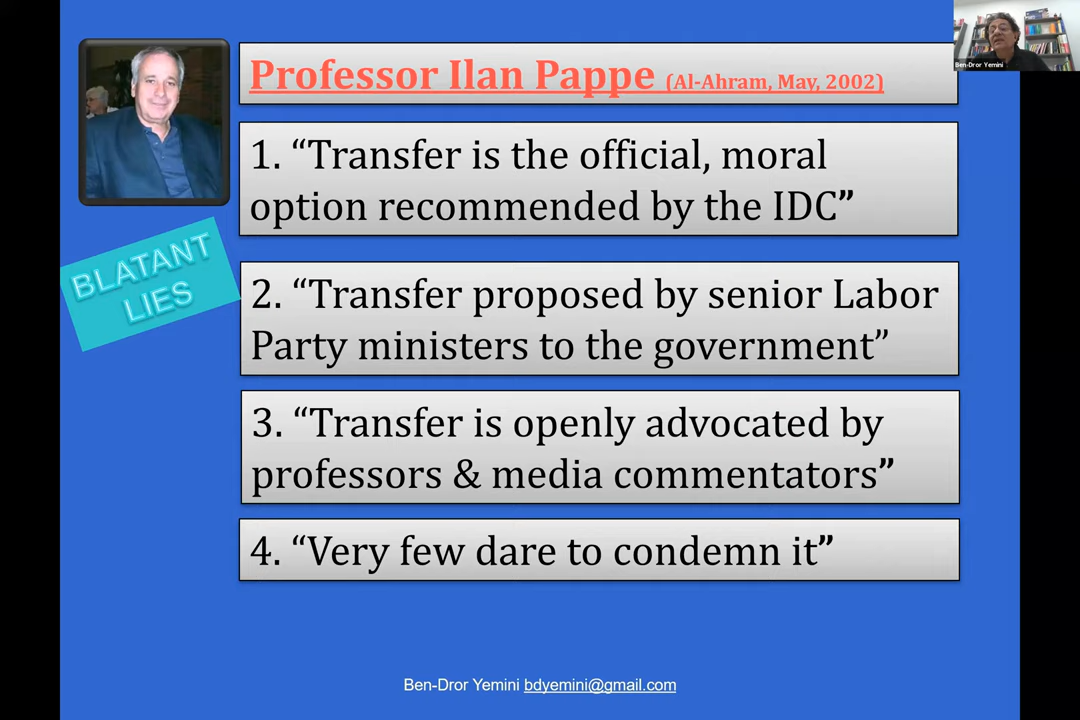 Professor Ilan Pappe (Al-Ahram, May, 2002)
Ben-Dror Yemini
1. “Transfer is the official, moral
option recommended by the IDC”
BLATANT
LIES
2. “Transfer proposed by senior Labor
Party ministers to the government”
3. “Transfer is openly advocated by
professors & media commentators”
4. “Very few dare to condemn it”
Ben-Dror Yemini bdyemini@gmail.com